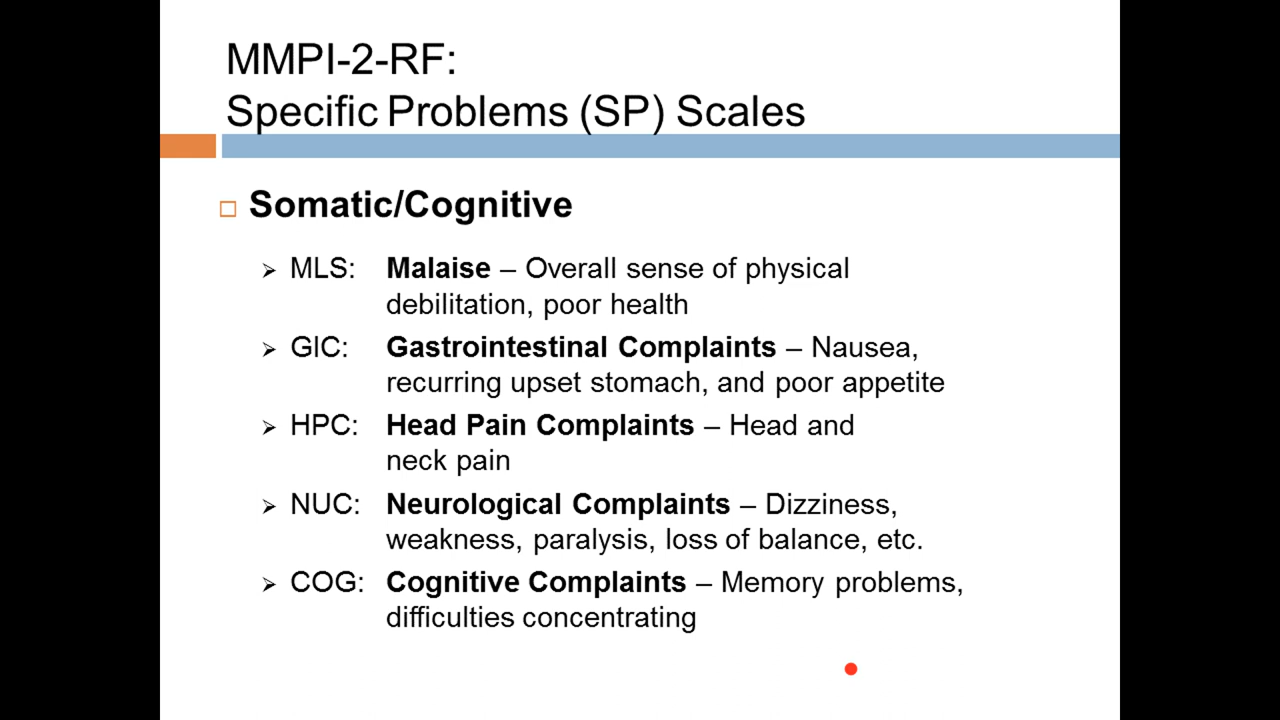 MMPI-2-RF:
Specific Problems (SP) Scales
Somatic/Cognitive
MLS: Malaise – Overall sense of physical
debilitation, poor health
GIC: Gastrointestinal Complaints – Nausea,
recurring upset stomach, and poor appetite
HPC: Head Pain Complaints – Head and
neck pain
NUC: Neurological Complaints – Dizziness,
weakness, paralysis, loss of balance, etc.
COG: Cognitive Complaints – Memory problems,
difficulties concentrating